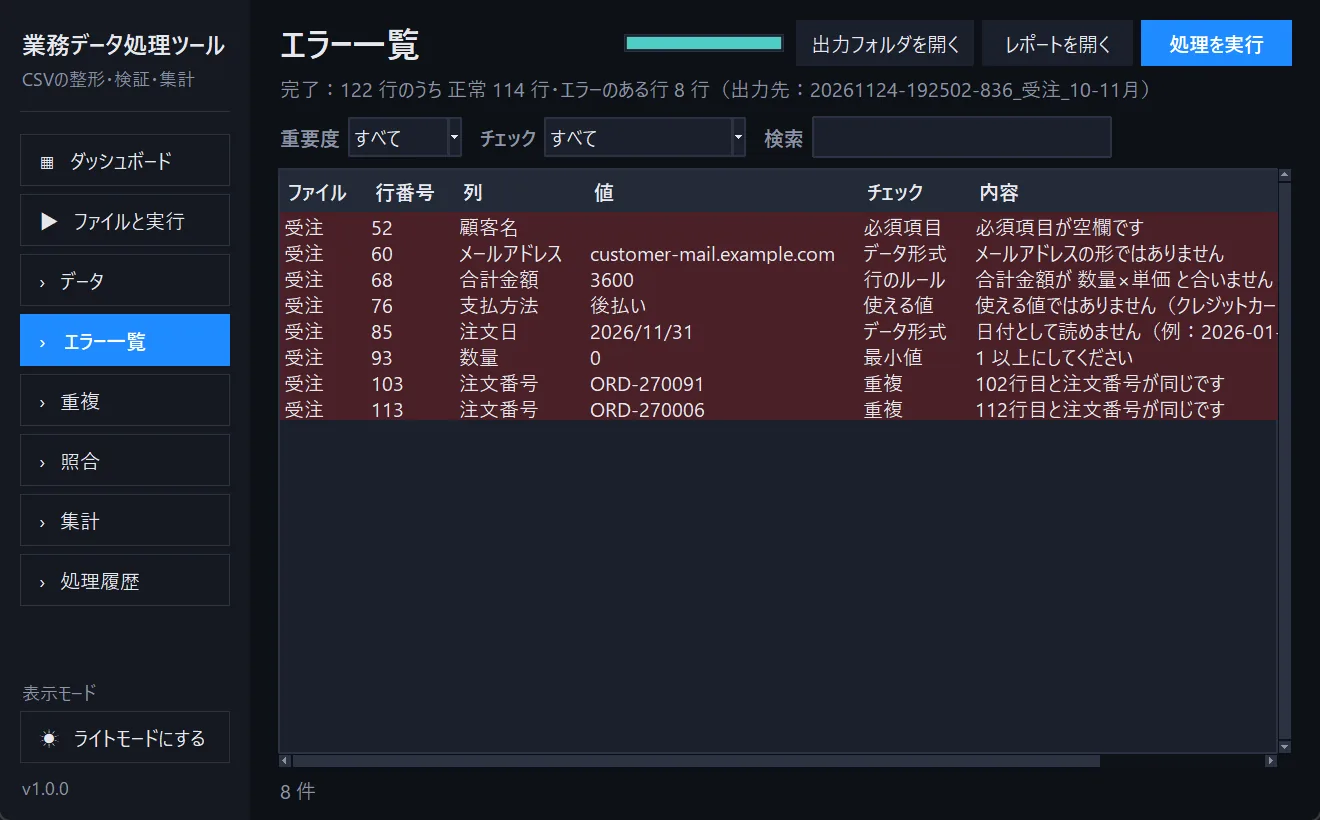 業務データ処理ツール
CSVの整形・検証・集計
ダッシュボード
ファイルと実行
データ
エラー一覧
重複
照合
集計
処理履歴
表示モード
ライトモードにする
v1.0.0
エラー一覧
出力フォルダを開く
レポートを開く
処理を実行
完了：122 行のうち 正常 114 行・エラーのある行 8 行（出力先：20261124-192502-836_受注_10-11月）
重要度 すべて チェック すべて 検索
ファイル 行番号 列 値 チェック 内容
受注 52 顧客名 必須項目 必須項目が空欄です
受注 60 メールアドレス customer-mail.example.com データ形式 メールアドレスの形ではありません
受注 68 合計金額 3600 行のルール 合計金額が 数量×単価 と合いません
受注 76 支払方法 後払い 使える値 使える値ではありません（クレジットカー
受注 85 注文日 2026/11/31 データ形式 日付として読めません（例：2026-01-
受注 93 数量 0 最小値 1 以上にしてください
受注 103 注文番号 ORD-270091 重複 102行目と注文番号が同じです
受注 113 注文番号 ORD-270006 重複 112行目と注文番号が同じです
8 件